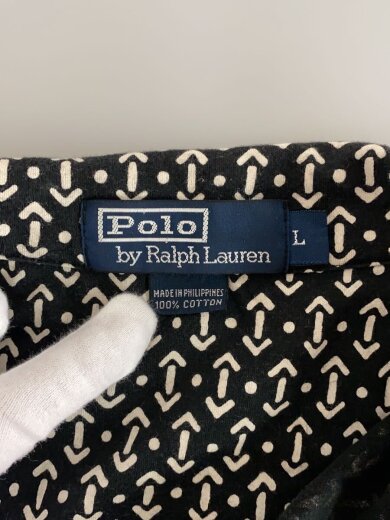 Polo
by Ralph Lauren
L
MADE IN PHILIPPINES
100% COTTON